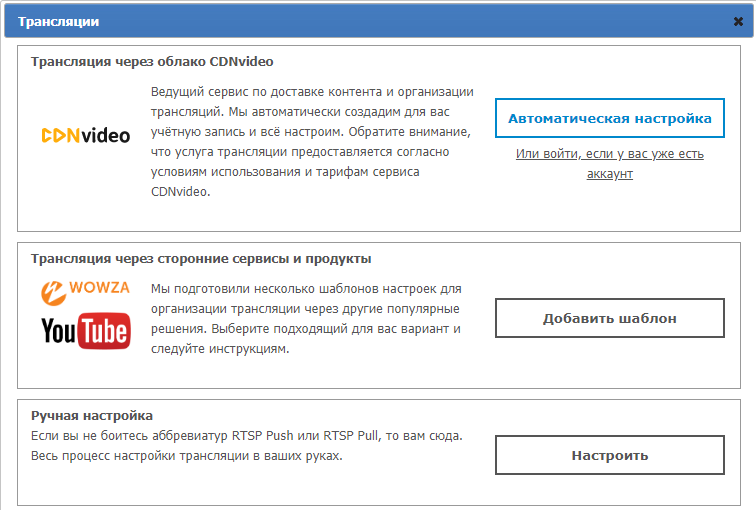 Трансляции
Трансляция через облако CDNvideo
CDNvideo
Ведущий сервис по доставке контента и организации
трансляций. Мы автоматически создадим для вас
учётную запись и всё настроим. Обратите внимание,
что услуга трансляции предоставляется согласно
условиям использования и тарифам сервиса
CDNvideo.
Автоматическая настройка
Или войти, если у вас уже есть
аккаунт
Трансляция через сторонние сервисы и продукты
WOWZA
YouTube
Мы подготовили несколько шаблонов настроек для
организации трансляции через другие популярные
решения. Выберите подходящий для вас вариант и
следуйте инструкциям.
Добавить шаблон
Ручная настройка
Если вы не боитесь аббревиатур RTSP Push или RTSP Pull, то вам сюда.
Весь процесс настройки трансляции в ваших руках.
Настроить